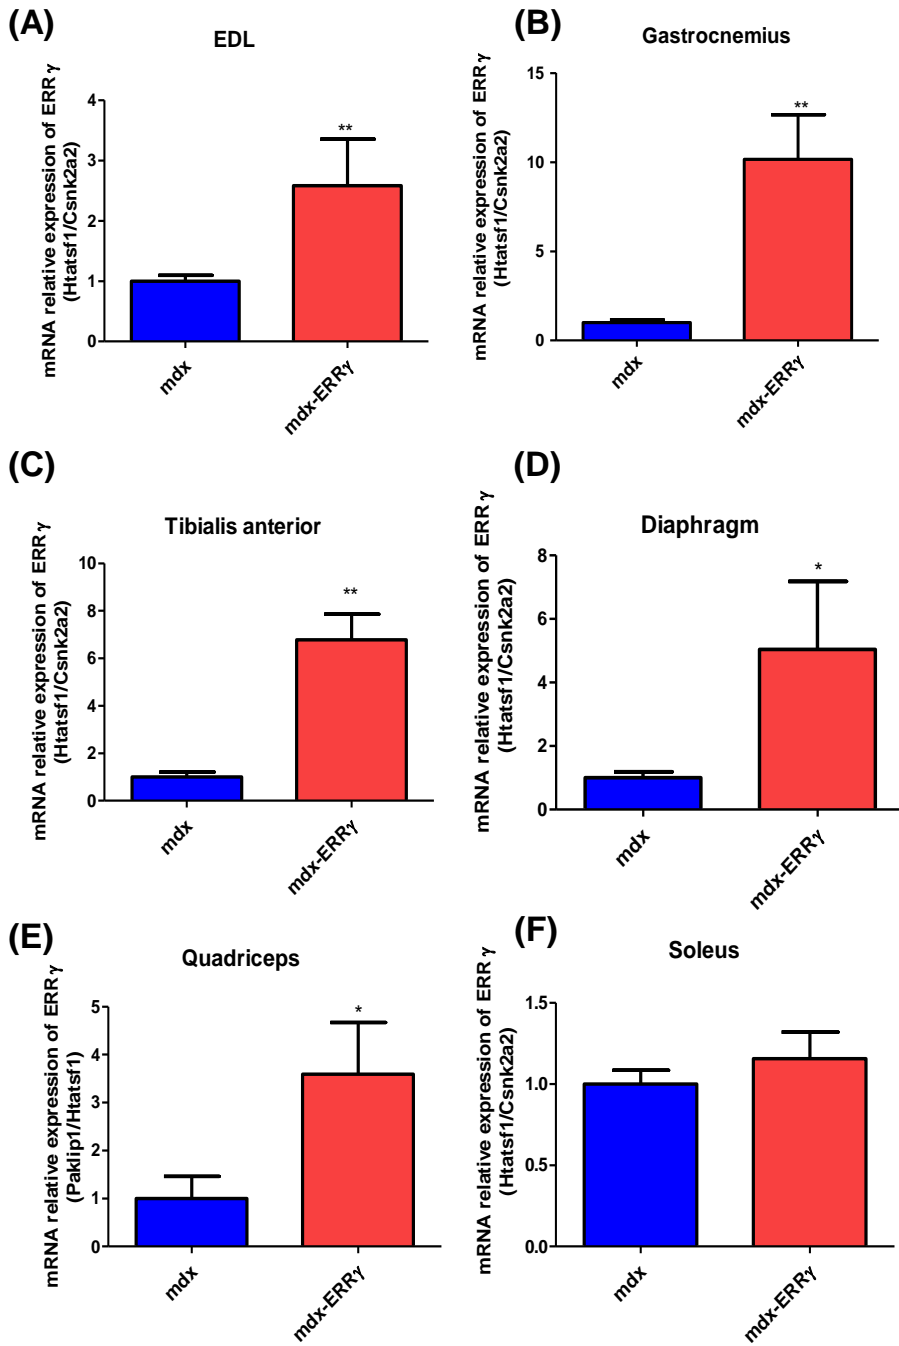 (A)
EDL
mRNA relative expression of ERRγ
(Htatsf1/Csnk2a2)
4
3
2
1
0
**
mdx
mdx-ERRγ
(B)
Gastrocnemius
mRNA relative expression of ERRγ
(Htatsf1/Csnk2a2)
15
10
5
0
**
mdx
mdx-ERRγ
(C)
Tibialis anterior
mRNA relative expression of ERRγ
(Htatsf1/Csnk2a2)
10
8
6
4
2
0
**
mdx
mdx-ERRγ
(D)
Diaphragm
mRNA relative expression of ERRγ
(Htatsf1/Csnk2a2)
8
6
4
2
0
*
mdx
mdx-ERRγ
(E)
Quadriceps
mRNA relative expression of ERRγ
(Paklip1/Htatsf1)
5
4
3
2
1
0
*
mdx
mdx-ERRγ
(F)
Soleus
mRNA relative expression of ERRγ
(Htatsf1/Csnk2a2)
1.5
1.0
0.5
0.0
mdx
mdx-ERRγ